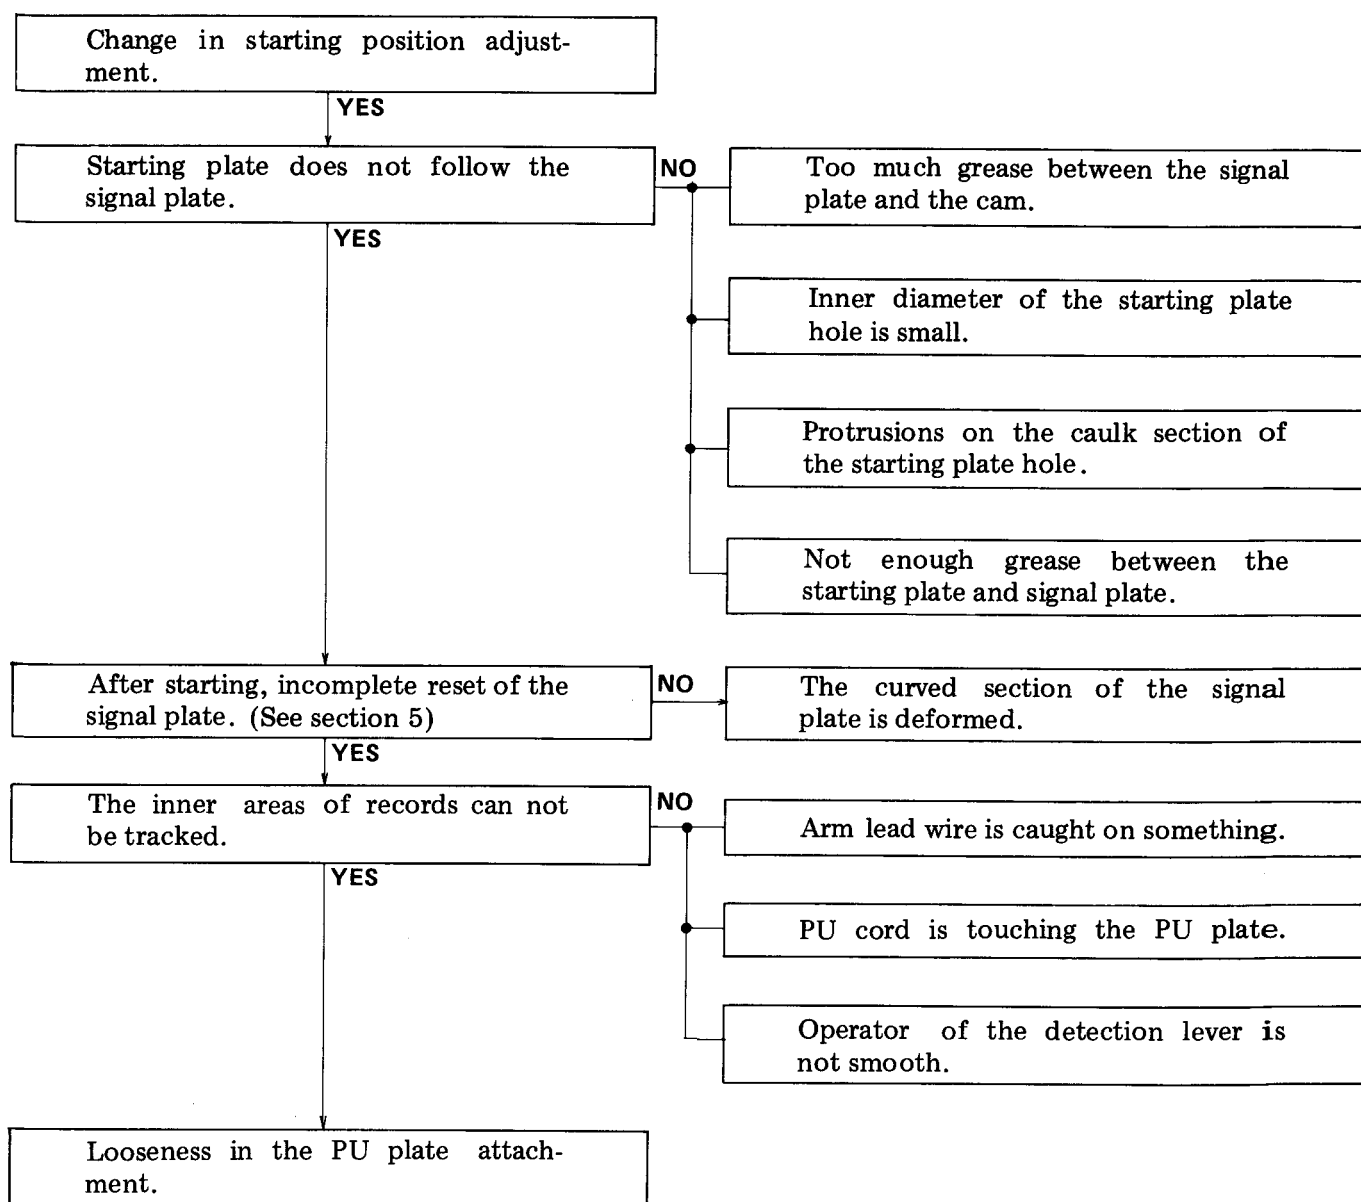 Change in starting position adjust-
ment.
YES
Starting plate does not follow the
signal plate.
NO
Too much grease between the signal
plate and the cam.
YES
Inner diameter of the starting plate
hole is small.
Protrusions on the caulk section of
the starting plate hole.
Not enough grease between the
starting plate and signal plate.
After starting, incomplete reset of the
signal plate. (See section 5)
NO
The curved section of the signal
plate is deformed.
YES
The inner areas of records can not
be tracked.
NO
Arm lead wire is caught on something.
YES
PU cord is touching the PU plate.
Operator of the detection lever is
not smooth.
Looseness in the PU plate attach-
ment.